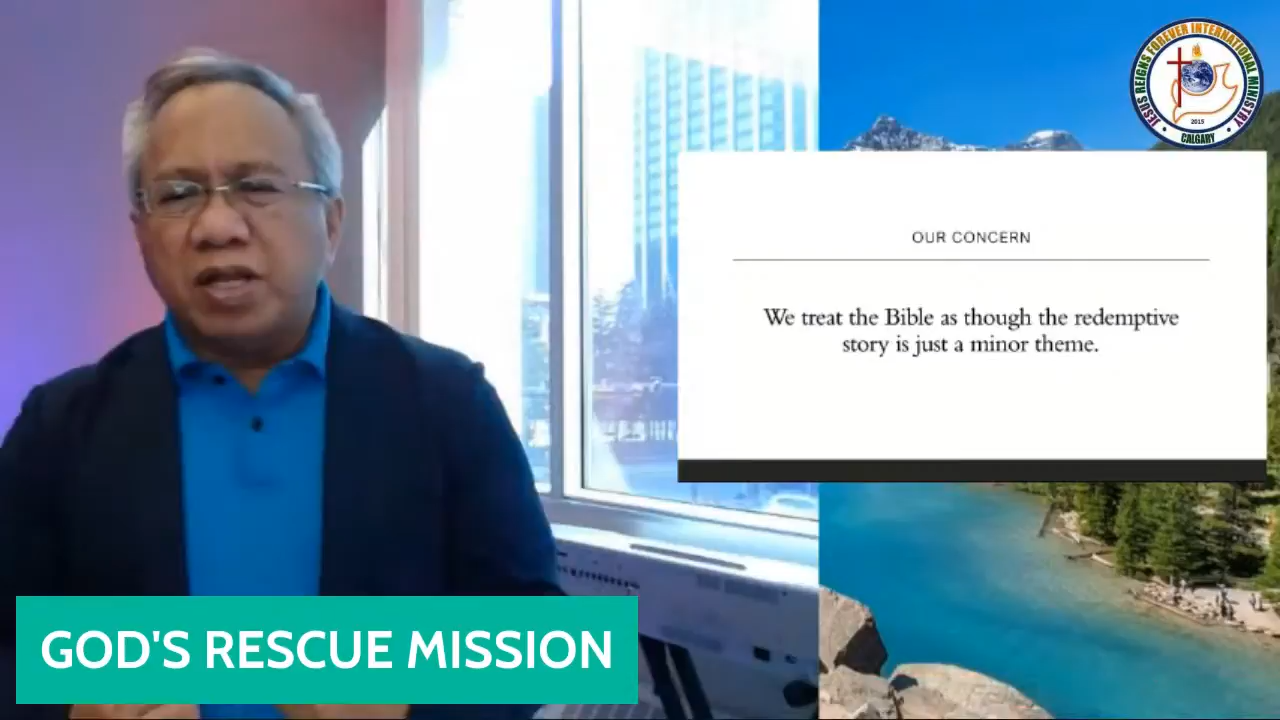 JESUS REIGNS FOREVER INTERNATIONAL MINISTRY
2015
• CALGARY •
OUR CONCERN
We treat the Bible as though the redemptive
story is just a minor theme.
GOD'S RESCUE MISSION